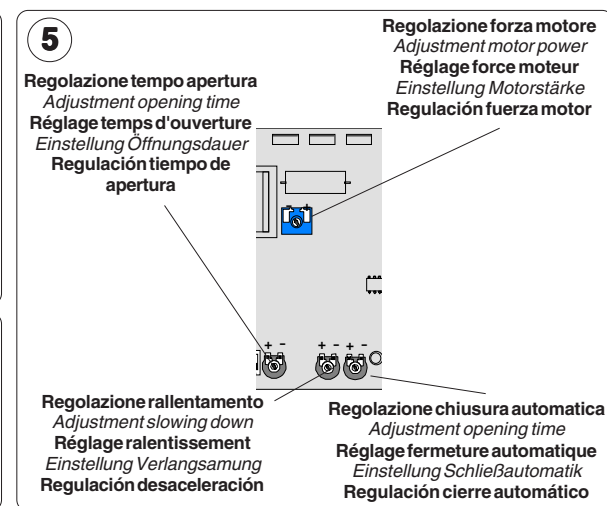 5
Regolazione forza motore
Adjustment motor power
Réglage force moteur
Einstellung Motorstärke
Regulación fuerza motor
Regolazione tempo apertura
Adjustment opening time
Réglage temps d'ouverture
Einstellung Öffnungsdauer
Regulación tiempo de
apertura
- +
+ - + - + -
Regolazione rallentamento
Adjustment slowing down
Réglage ralentissement
Einstellung Verlangsamung
Regulación desaceleración
Regolazione chiusura automatica
Adjustment opening time
Réglage fermeture automatique
Einstellung Schließautomatik
Regulación cierre automático